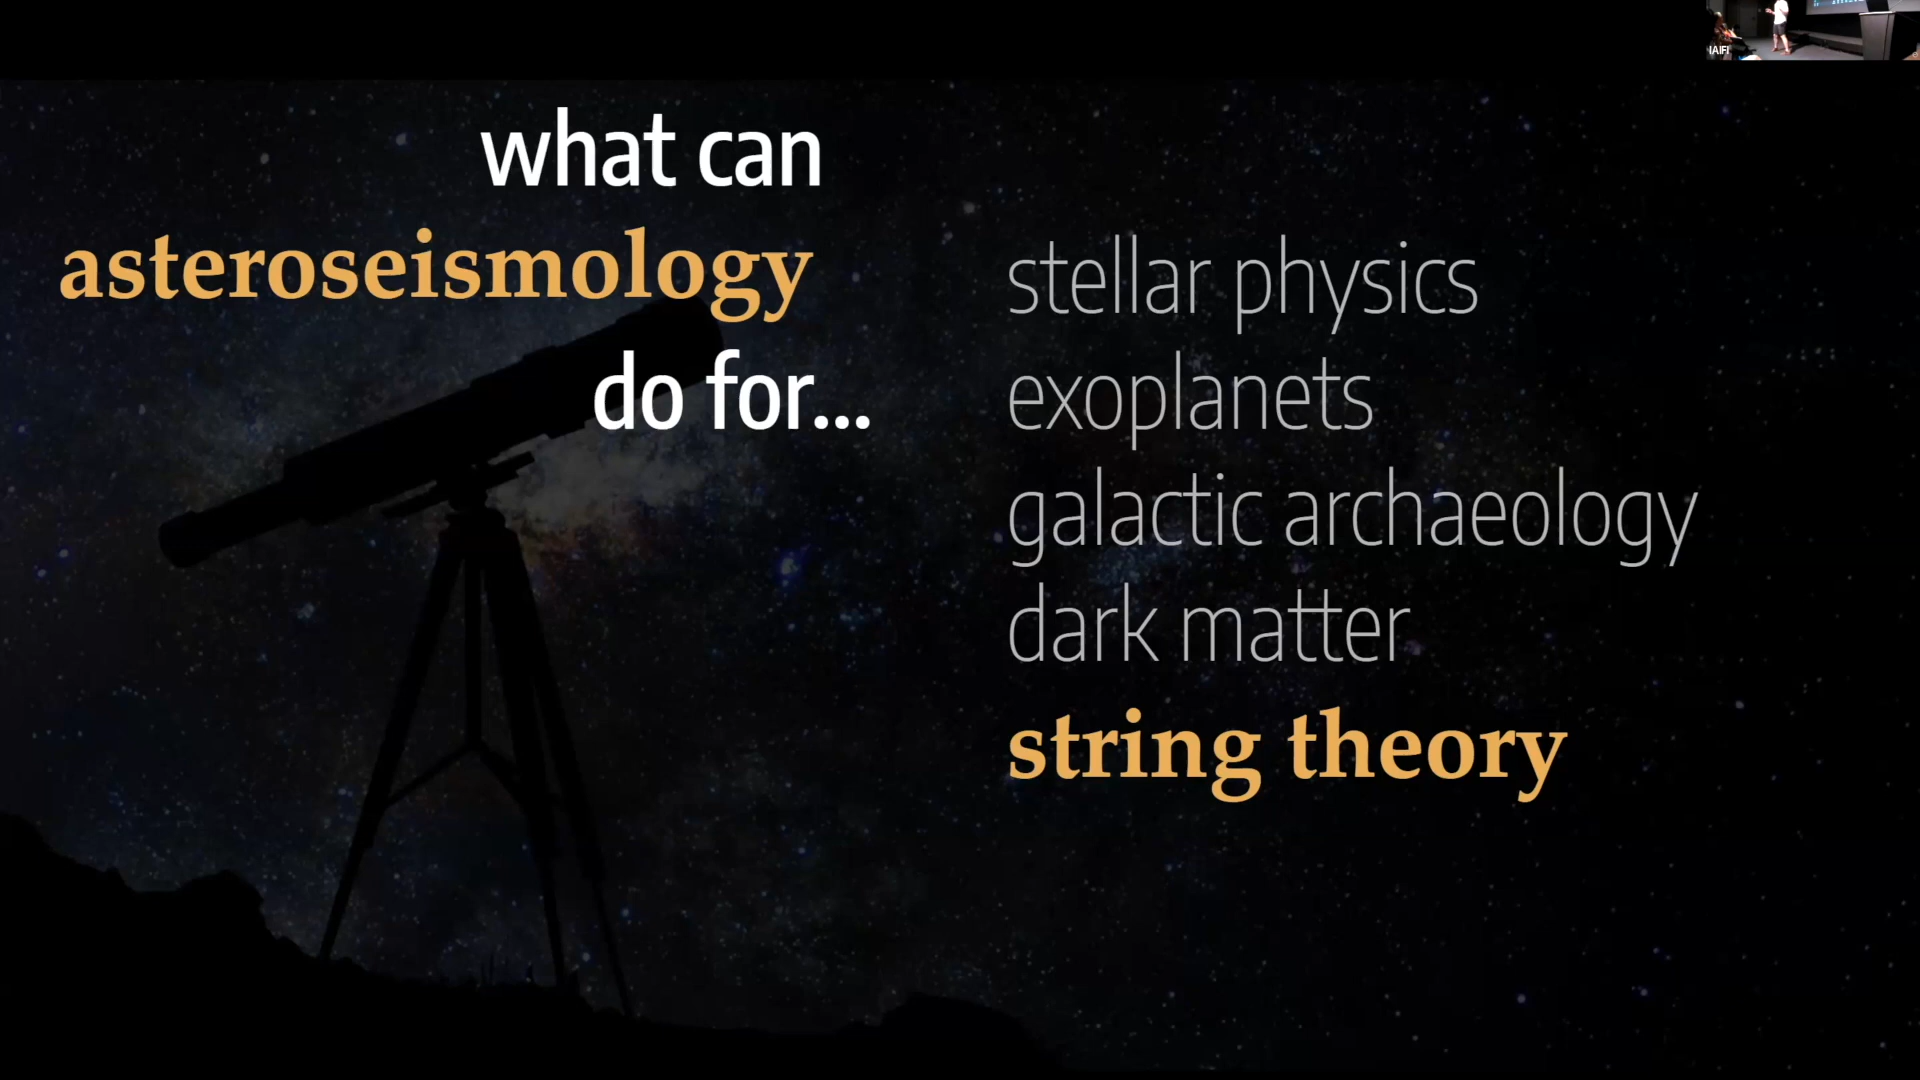 what can
asteroseismology
do for...
stellar physics
exoplanets
galactic archaeology
dark matter
string theory
IAIFI